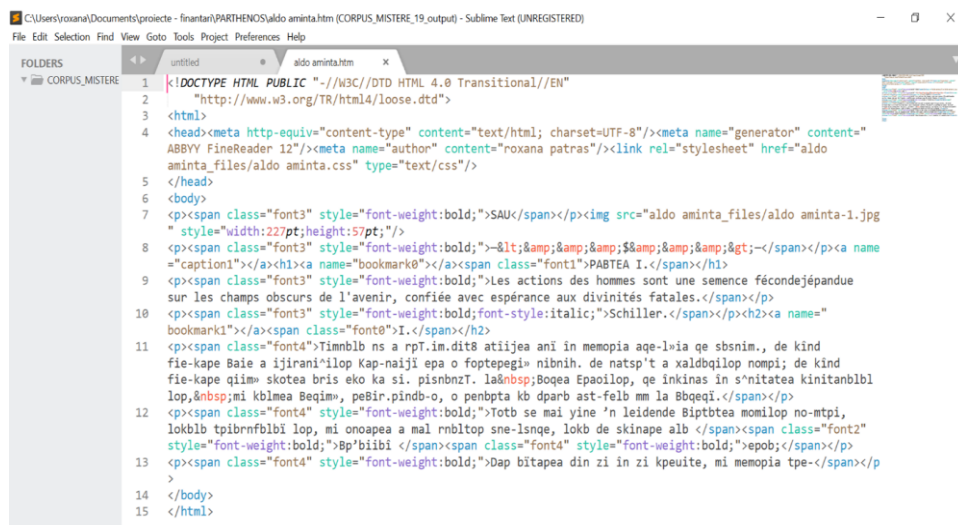 C:\Users\roxana\Documents\proiecte - finantari\PARTHENOS\aldo aminta.htm (CORPUS_MISTERE_19_output) - Sublime Text (UNREGISTERED)
File Edit Selection Find View Goto Tools Project Preferences Help
FOLDERS
CORPUS_MISTERE
untitled
aldo aminta.htm
1 <!DOCTYPE HTML PUBLIC "-//W3C//DTD HTML 4.0 Transitional//EN"
2 "http://www.w3.org/TR/html4/loose.dtd">
3 <html>
4 <head><meta http-equiv="content-type" content="text/html; charset=UTF-8"/><meta name="generator" content="
ABBYY FineReader 12"/><meta name="author" content="roxana patras"/><link rel="stylesheet" href="aldo
aminta_files/aldo aminta.css" type="text/css"/>
5 </head>
6 <body>
7 <p><span class="font3" style="font-weight:bold;">SAU</span></p><img src="aldo aminta_files/aldo aminta-1.jpg
" style="width:227pt;height:57pt;"/>
8 <p><span class="font3" style="font-weight:bold;">—&lt;&amp;&amp;&amp;$&amp;&amp;&amp;&gt;—</span></p><a name
="caption1"></a><h1><a name="bookmark0"></a><span class="font1">PABTEA I.</span></h1>
9 <p><span class="font3" style="font-weight:bold;">Les actions des hommes sont une semence fécondejépandue
sur les champs obscurs de l'avenir, confiée avec espérance aux divinités fatales.</span></p>
10 <p><span class="font3" style="font-weight:bold;font-style:italic;">Schiller.</span></p><h2><a name="
bookmark1"></a><span class="font0">I.</span></h2>
11 <p><span class="font4">Timnblb ns a rpT.im.dit8 atiijea anï in memopia aqe-l»ia qe sbsnim., de kînd
fie-kape Baie a ijirani^ilop Kap-naijï epa o foptepegi» nibnih. de natsp't a xaldbqilop nompi; de kînd
fie-kape qiim» skotea bris eko ka si. pisnbnzT. la&nbsp;Boqea Epaoilop, qe înkinas în s^nitatea kinitanblbl
lop,&nbsp;mi kblmea Beqim», peBir.pïndb-o, o penbpta kb dparb ast-felb mm la Bbqeqï.</span></p>
12 <p><span class="font4" style="font-weight:bold;">Totb se mai yine 'n leidende Biptbtea momilop no-mtpi,
lokblb tpibrnfblbï lop, mi onoapea a mal rnbltop sne-lsnqe, lokb de skinape alb </span><span class="font2"
style="font-weight:bold;">Bp'biibî </span><span class="font4" style="font-weight:bold;">epob;</span></p>
13 <p><span class="font4" style="font-weight:bold;">Dap bïtapea din zi în zi kpeuite, mi memopia tpe-</span></p
>
14 </body>
15 </html>